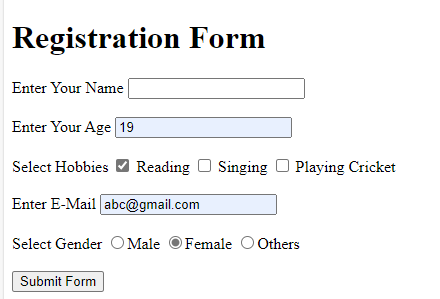 Registration Form
Enter Your Name
Enter Your Age 19
Select Hobbies Reading Singing Playing Cricket
Enter E-Mail abc@gmail.com
Select Gender Male Female Others
Submit Form